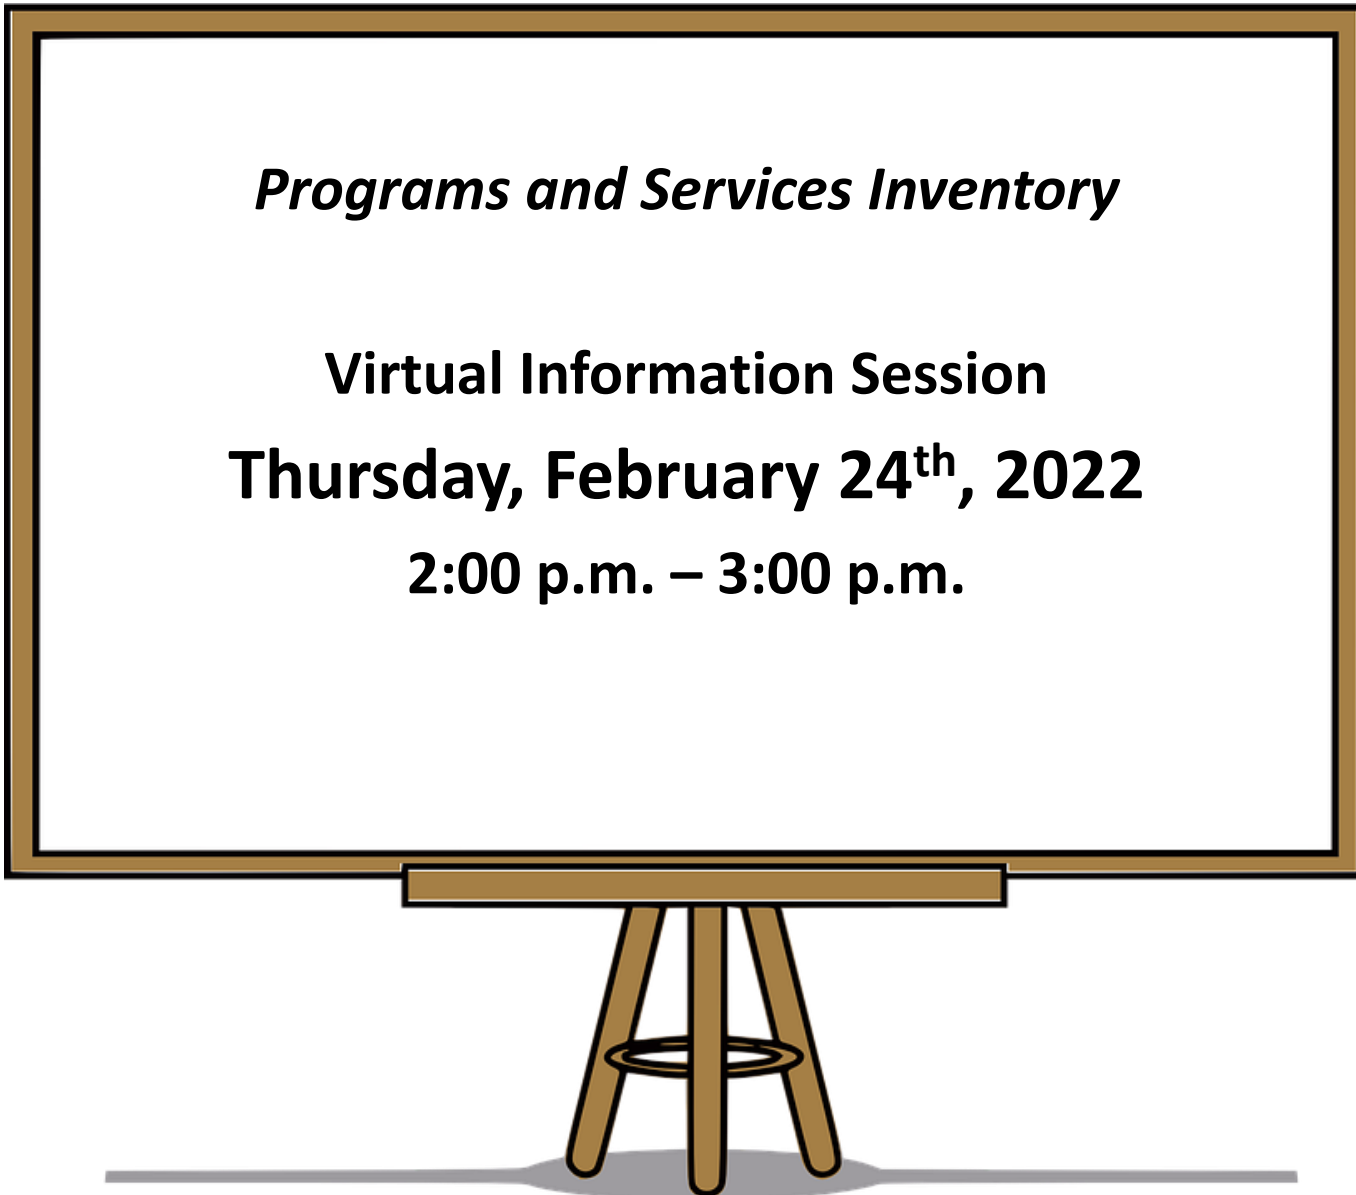 Programs and Services Inventory
Virtual Information Session
Thursday, February 24th, 2022
2:00 p.m. – 3:00 p.m.